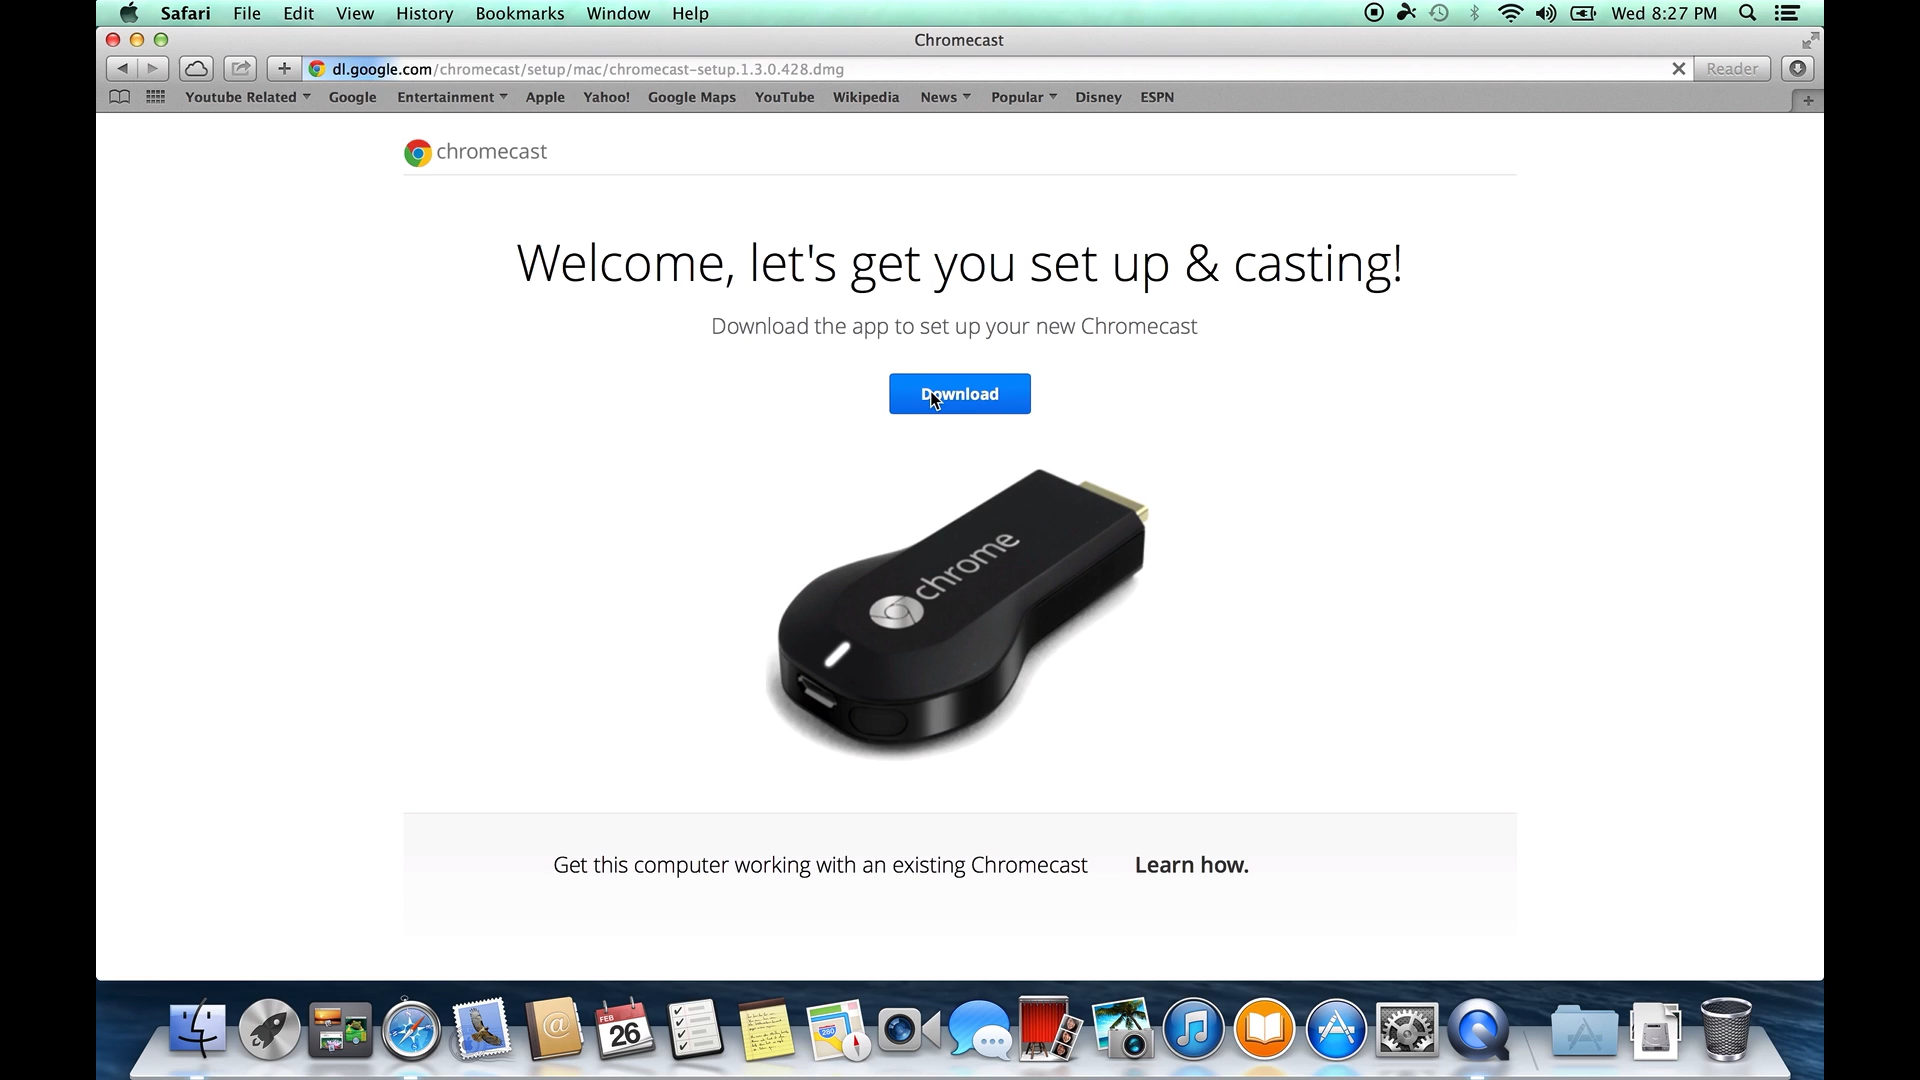 Safari File Edit View History Bookmarks Window Help Wed 8:27 PM
Chromecast
dl.google.com/chromecast/setup/mac/chromecast-setup.1.3.0.428.dmg Reader
Youtube Related Google Entertainment Apple Yahoo! Google Maps YouTube Wikipedia News Popular Disney ESPN
chromecast
Welcome, let's get you set up & casting!
Download the app to set up your new Chromecast
Download
chrome
Get this computer working with an existing Chromecast Learn how.
FEB
26
280